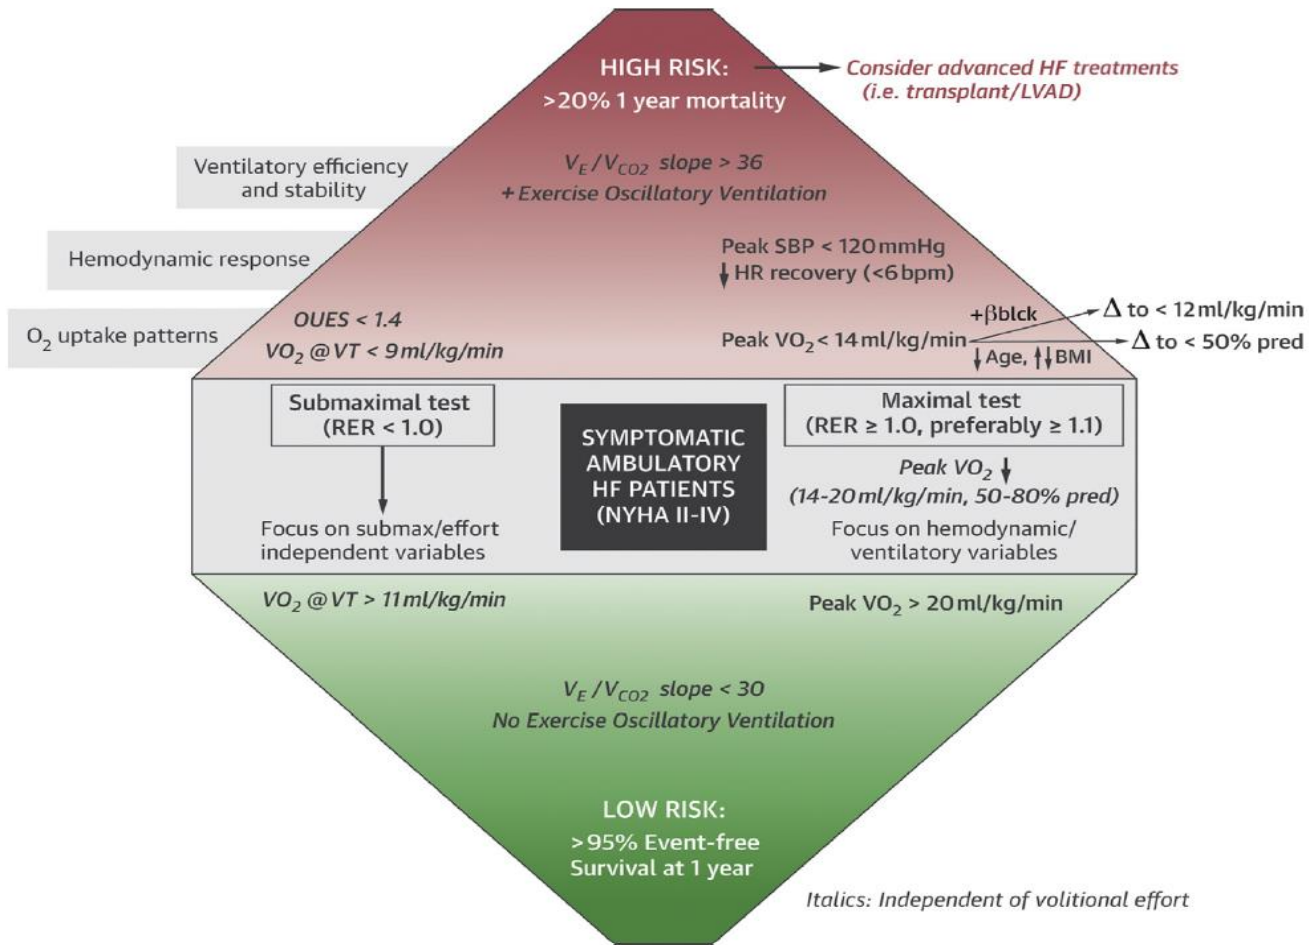 HIGH RISK:
>20% 1 year mortality
Consider advanced HF treatments
(i.e. transplant/LVAD)
Ventilatory efficiency
and stability
VE/VCO2 slope > 36
+ Exercise Oscillatory Ventilation
Hemodynamic response
Peak SBP < 120 mmHg
↓ HR recovery (<6 bpm)
O2 uptake patterns
OUES < 1.4
VO2 @ VT < 9 ml/kg/min
Peak VO2 < 14 ml/kg/min
+βblck
Δ to < 12 ml/kg/min
Δ to < 50% pred
↓ Age, ↑↓ BMI
Submaximal test
(RER < 1.0)
Focus on submax/effort
independent variables
SYMPTOMATIC
AMBULATORY
HF PATIENTS
(NYHA II-IV)
Maximal test
(RER ≥ 1.0, preferably ≥ 1.1)
Peak VO2 ↓
(14-20 ml/kg/min, 50-80% pred)
Focus on hemodynamic/
ventilatory variables
VO2 @ VT > 11 ml/kg/min
Peak VO2 > 20 ml/kg/min
VE/VCO2 slope < 30
No Exercise Oscillatory Ventilation
LOW RISK:
>95% Event-free
Survival at 1 year
Italics: Independent of volitional effort